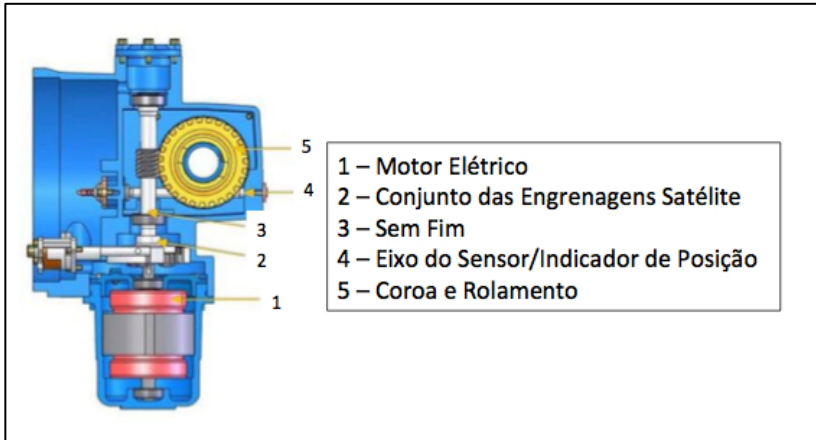 5
4
3
2
1
1 – Motor Elétrico
2 – Conjunto das Engrenagens Satélite
3 – Sem Fim
4 – Eixo do Sensor/Indicador de Posição
5 – Coroa e Rolamento